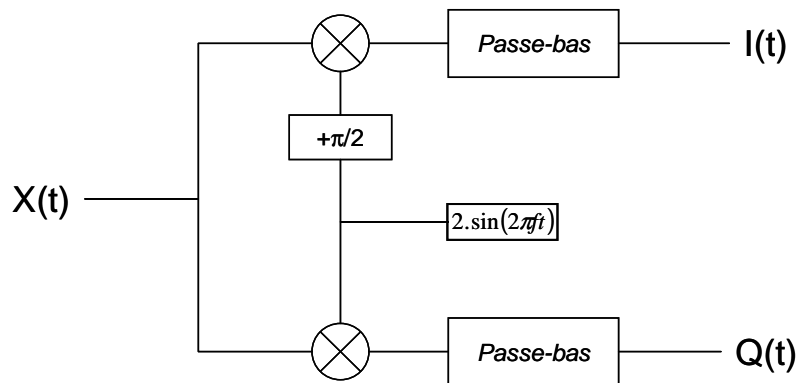 Passe-bas
I(t)
+π/2
X(t)
2.sin(2πft)
Passe-bas
Q(t)